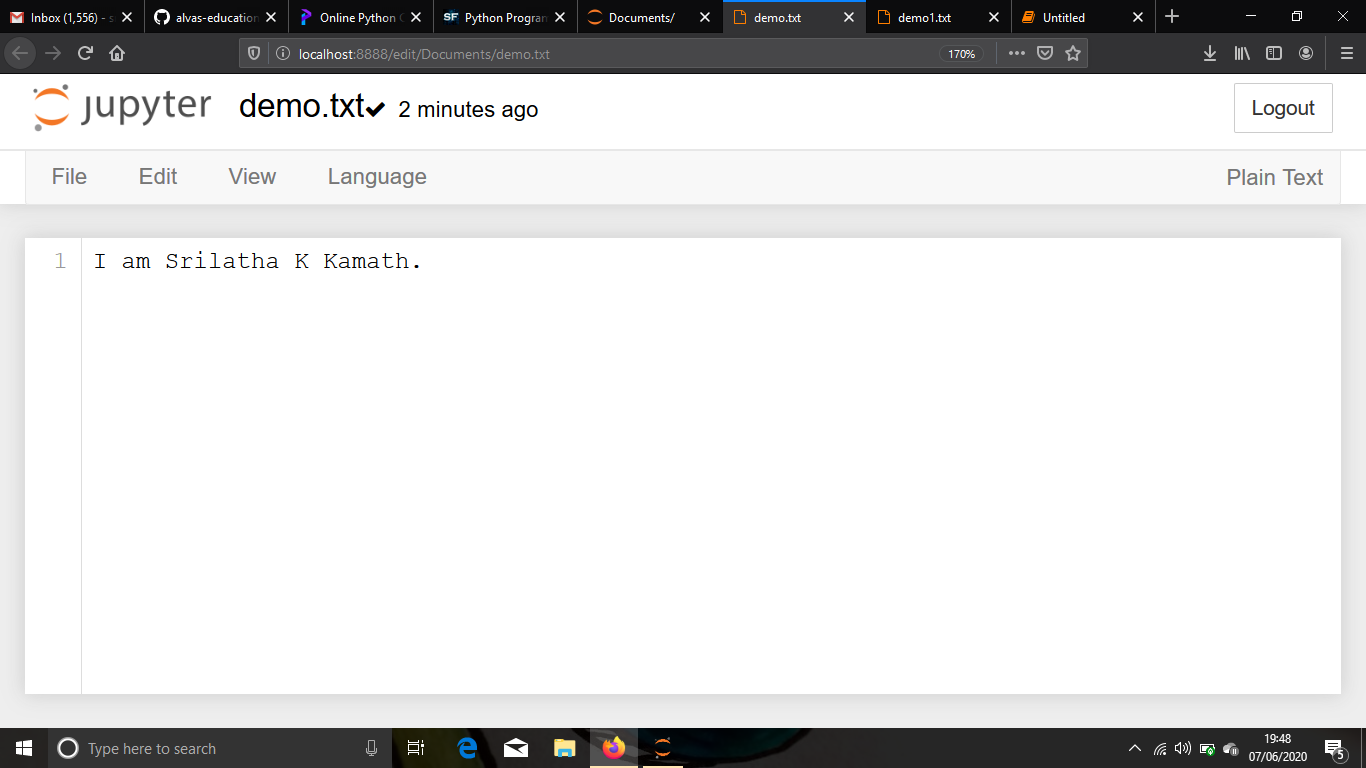 Inbox (1,556) - s
alvas-education
Online Python C
Python Progran
Documents/
demo.txt
demo1.txt
Untitled
localhost:8888/edit/Documents/demo.txt
170%
jupyter
demo.txt
2 minutes ago
Logout
File
Edit
View
Language
Plain Text
1
I am Srilatha K Kamath.
Type here to search
19:48
07/06/2020
5